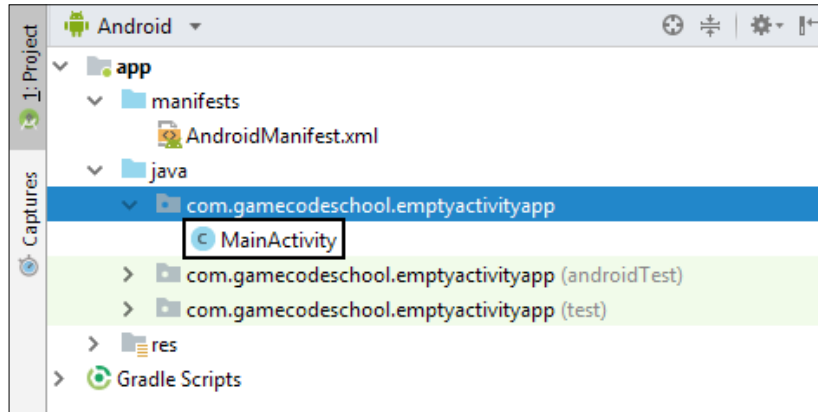 1: Project
Captures
Android
app
manifests
AndroidManifest.xml
java
com.gamecodeschool.emptyactivityapp
C MainActivity
com.gamecodeschool.emptyactivityapp (androidTest)
com.gamecodeschool.emptyactivityapp (test)
res
Gradle Scripts